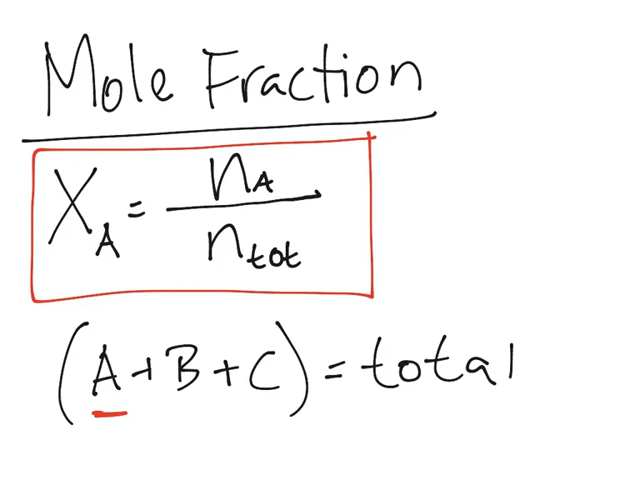 Mole Fraction
X_A = n_A / n_tot
(A+B+C) = total